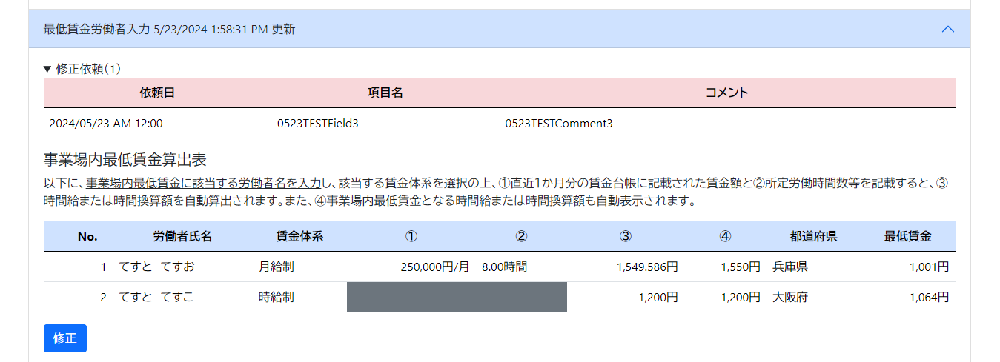 最低賃金労働者入力 5/23/2024 1:58:31 PM 更新
▼ 修正依頼(1)
依頼日 項目名 コメント
2024/05/23 AM 12:00 0523TESTField3 0523TESTComment3
事業場内最低賃金算出表
以下に、事業場内最低賃金に該当する労働者名を入力し、該当する賃金体系を選択の上、①直近1か月分の賃金台帳に記載された賃金額と②所定労働時間数等を記載すると、③
時間給または時間換算額を自動算出されます。また、④事業場内最低賃金となる時間給または時間換算額も自動表示されます。
No. 労働者氏名 賃金体系 ① ② ③ ④ 都道府県 最低賃金
1 てすと てすお 月給制 250,000円/月 8.00時間 1,549.586円 1,550円 兵庫県 1,001円
2 てすと てすこ 時給制 1,200円 1,200円 大阪府 1,064円
修正